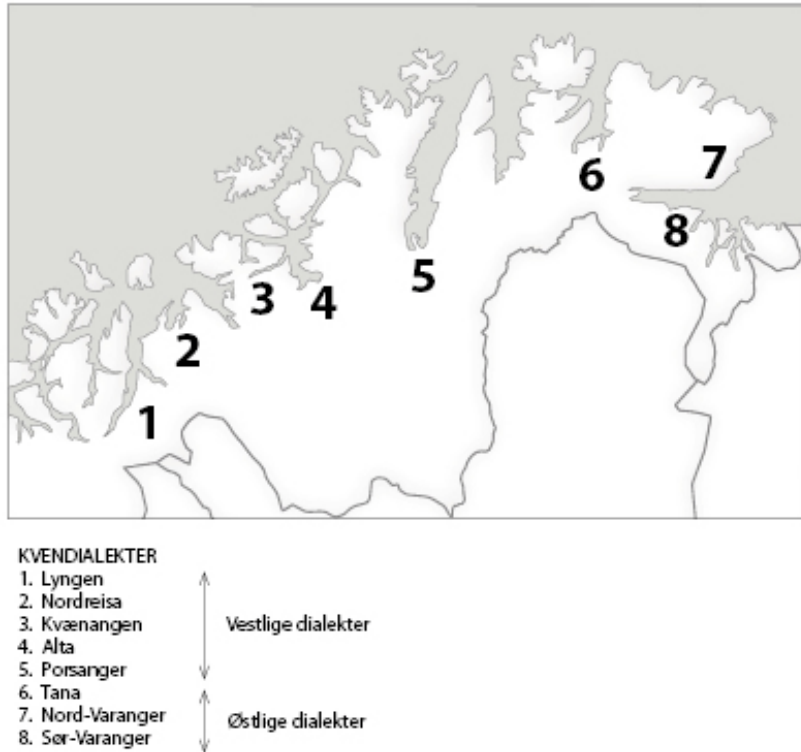 1
2
3
4
5
6
7
8
KVENDIALEKTER
1. Lyngen
2. Nordreisa
3. Kvænangen
4. Alta
5. Porsanger
6. Tana
7. Nord-Varanger
8. Sør-Varanger
Vestlige dialekter
Østlige dialekter